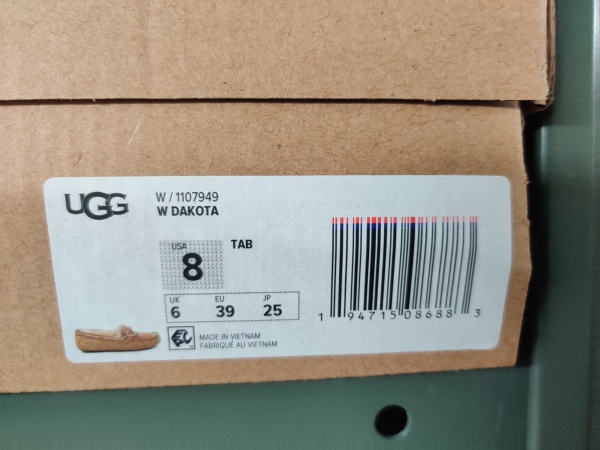 UGG
W / 1107949
W DAKOTA
USA
8
TAB
UK EU JP
6 39 25
MADE IN VIETNAM
FABRIQUÉ AU VIETNAM
1 94715 08688 3